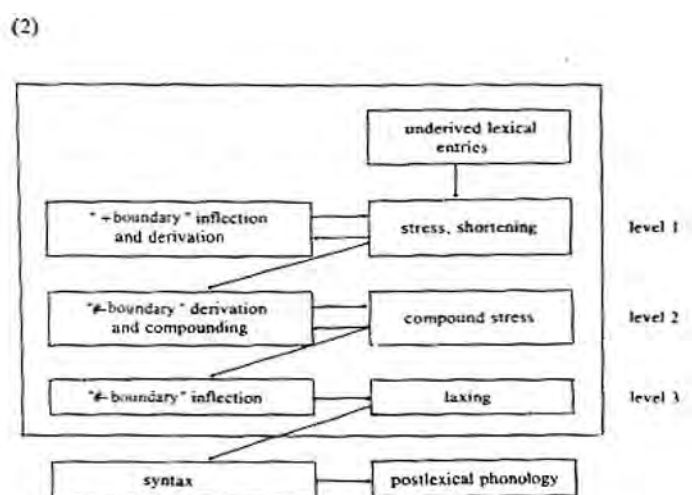 (2)
underived lexical
entries
"+boundary" inflection
and derivation
stress, shortening
level 1
"≠boundary" derivation
and compounding
compound stress
level 2
"≠boundary" inflection
laxing
level 3
syntax
postlexical phonology